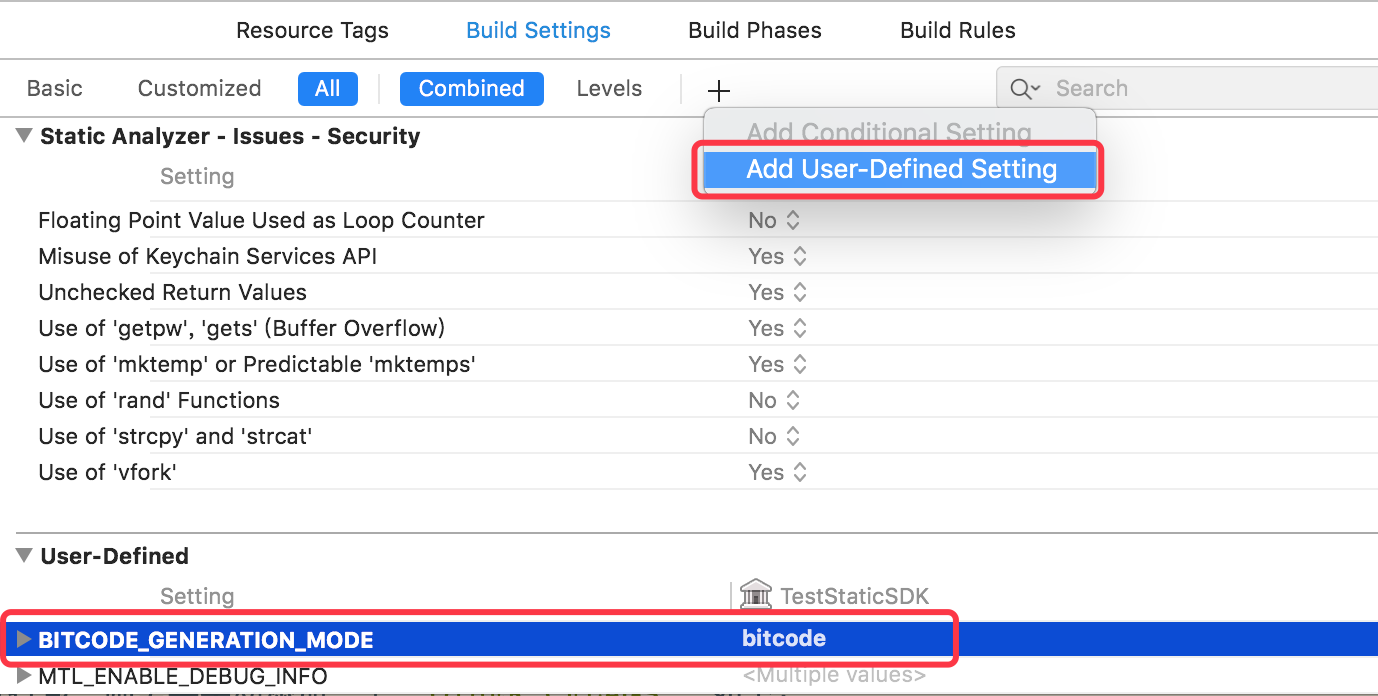 Resource Tags Build Settings Build Phases Build Rules
Basic Customized All Combined Levels + Search
Add Conditional Setting
Add User-Defined Setting
Static Analyzer - Issues - Security
Setting
Floating Point Value Used as Loop Counter No
Misuse of Keychain Services API Yes
Unchecked Return Values Yes
Use of 'getpw', 'gets' (Buffer Overflow) Yes
Use of 'mktemp' or Predictable 'mktemps' Yes
Use of 'rand' Functions No
Use of 'strcpy' and 'strcat' No
Use of 'vfork' Yes
User-Defined
Setting TestStaticSDK
BITCODE_GENERATION_MODE bitcode
MTL_ENABLE_DEBUG_INFO <Multiple values>